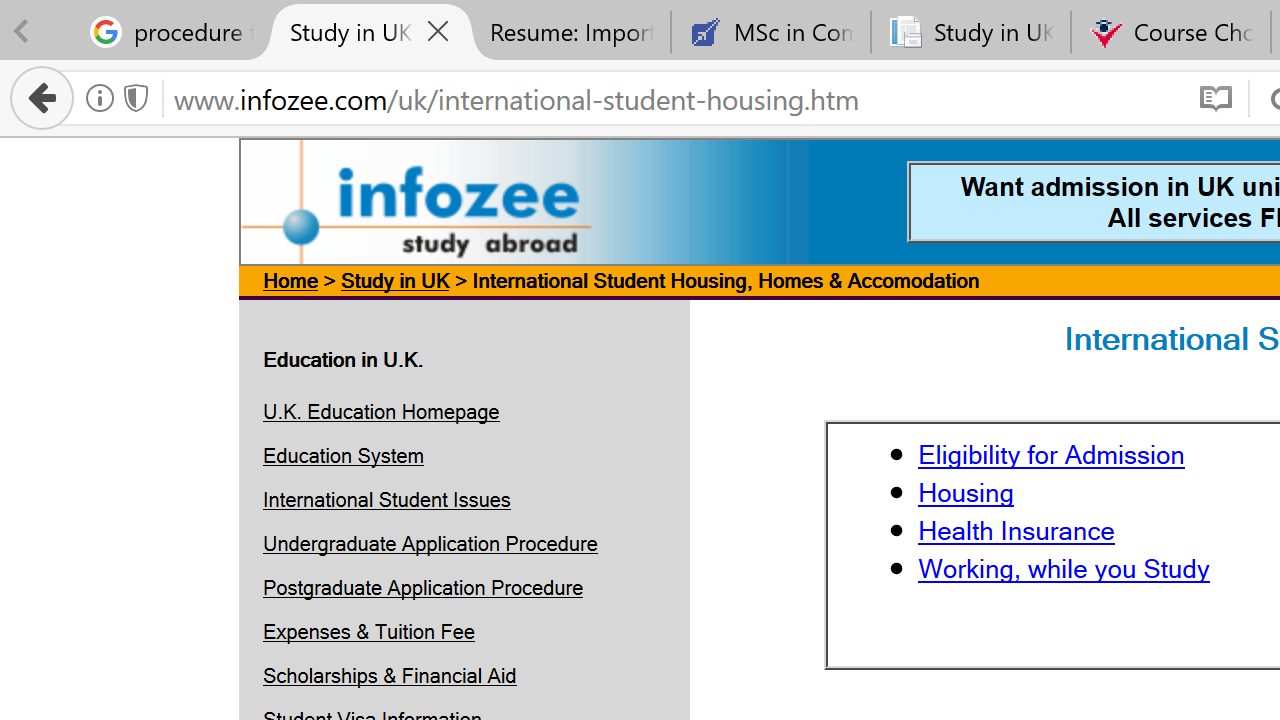 procedure
Study in UK
Resume: Impor
MSc in Con
Study in UK
Course Cho
www.infozee.com/uk/international-student-housing.htm
infozee
study abroad
Want admission in UK uni
All services
Home > Study in UK > International Student Housing, Homes & Accomodation
International S
Education in U.K.
U.K. Education Homepage
Education System
International Student Issues
Undergraduate Application Procedure
Postgraduate Application Procedure
Expenses & Tuition Fee
Scholarships & Financial Aid
Student Visa Information
Eligibility for Admission
Housing
Health Insurance
Working, while you Study